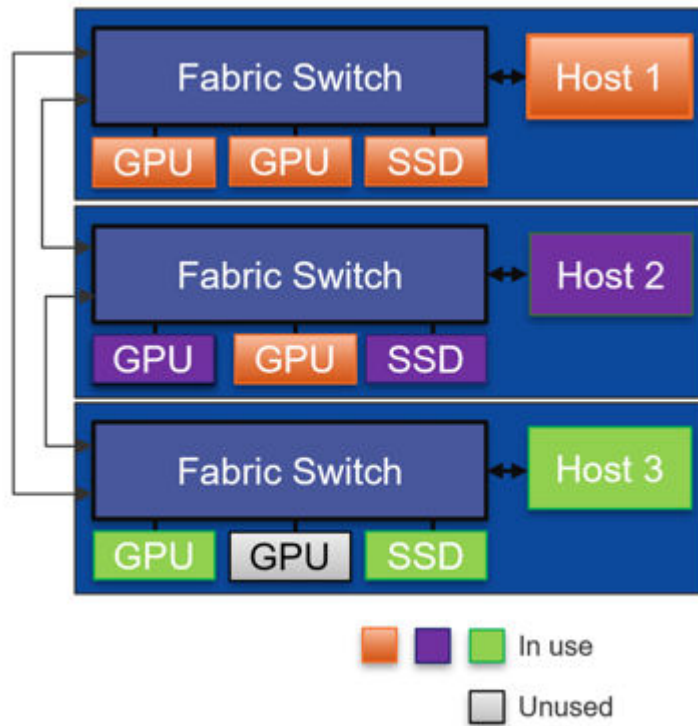 Fabric Switch
Host 1
GPU
GPU
SSD
Fabric Switch
Host 2
GPU
GPU
SSD
Fabric Switch
Host 3
GPU
GPU
SSD
In use
Unused